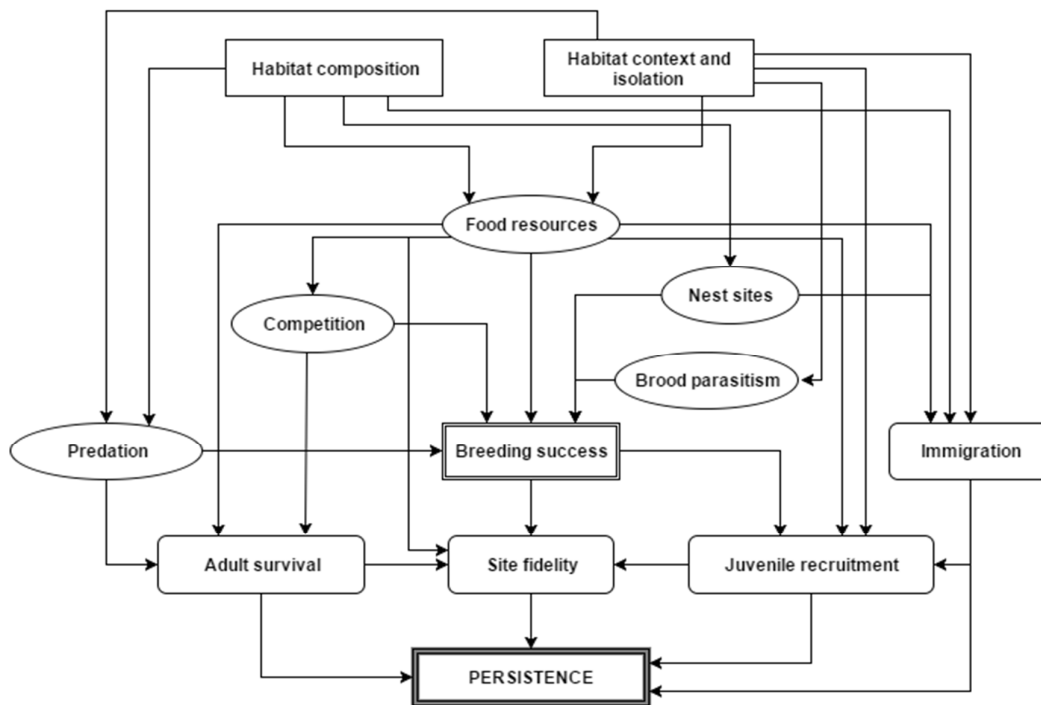 Habitat composition
Habitat context and
isolation
Food resources
Nest sites
Competition
Brood parasitism
Predation
Breeding success
Immigration
Adult survival
Site fidelity
Juvenile recruitment
PERSISTENCE